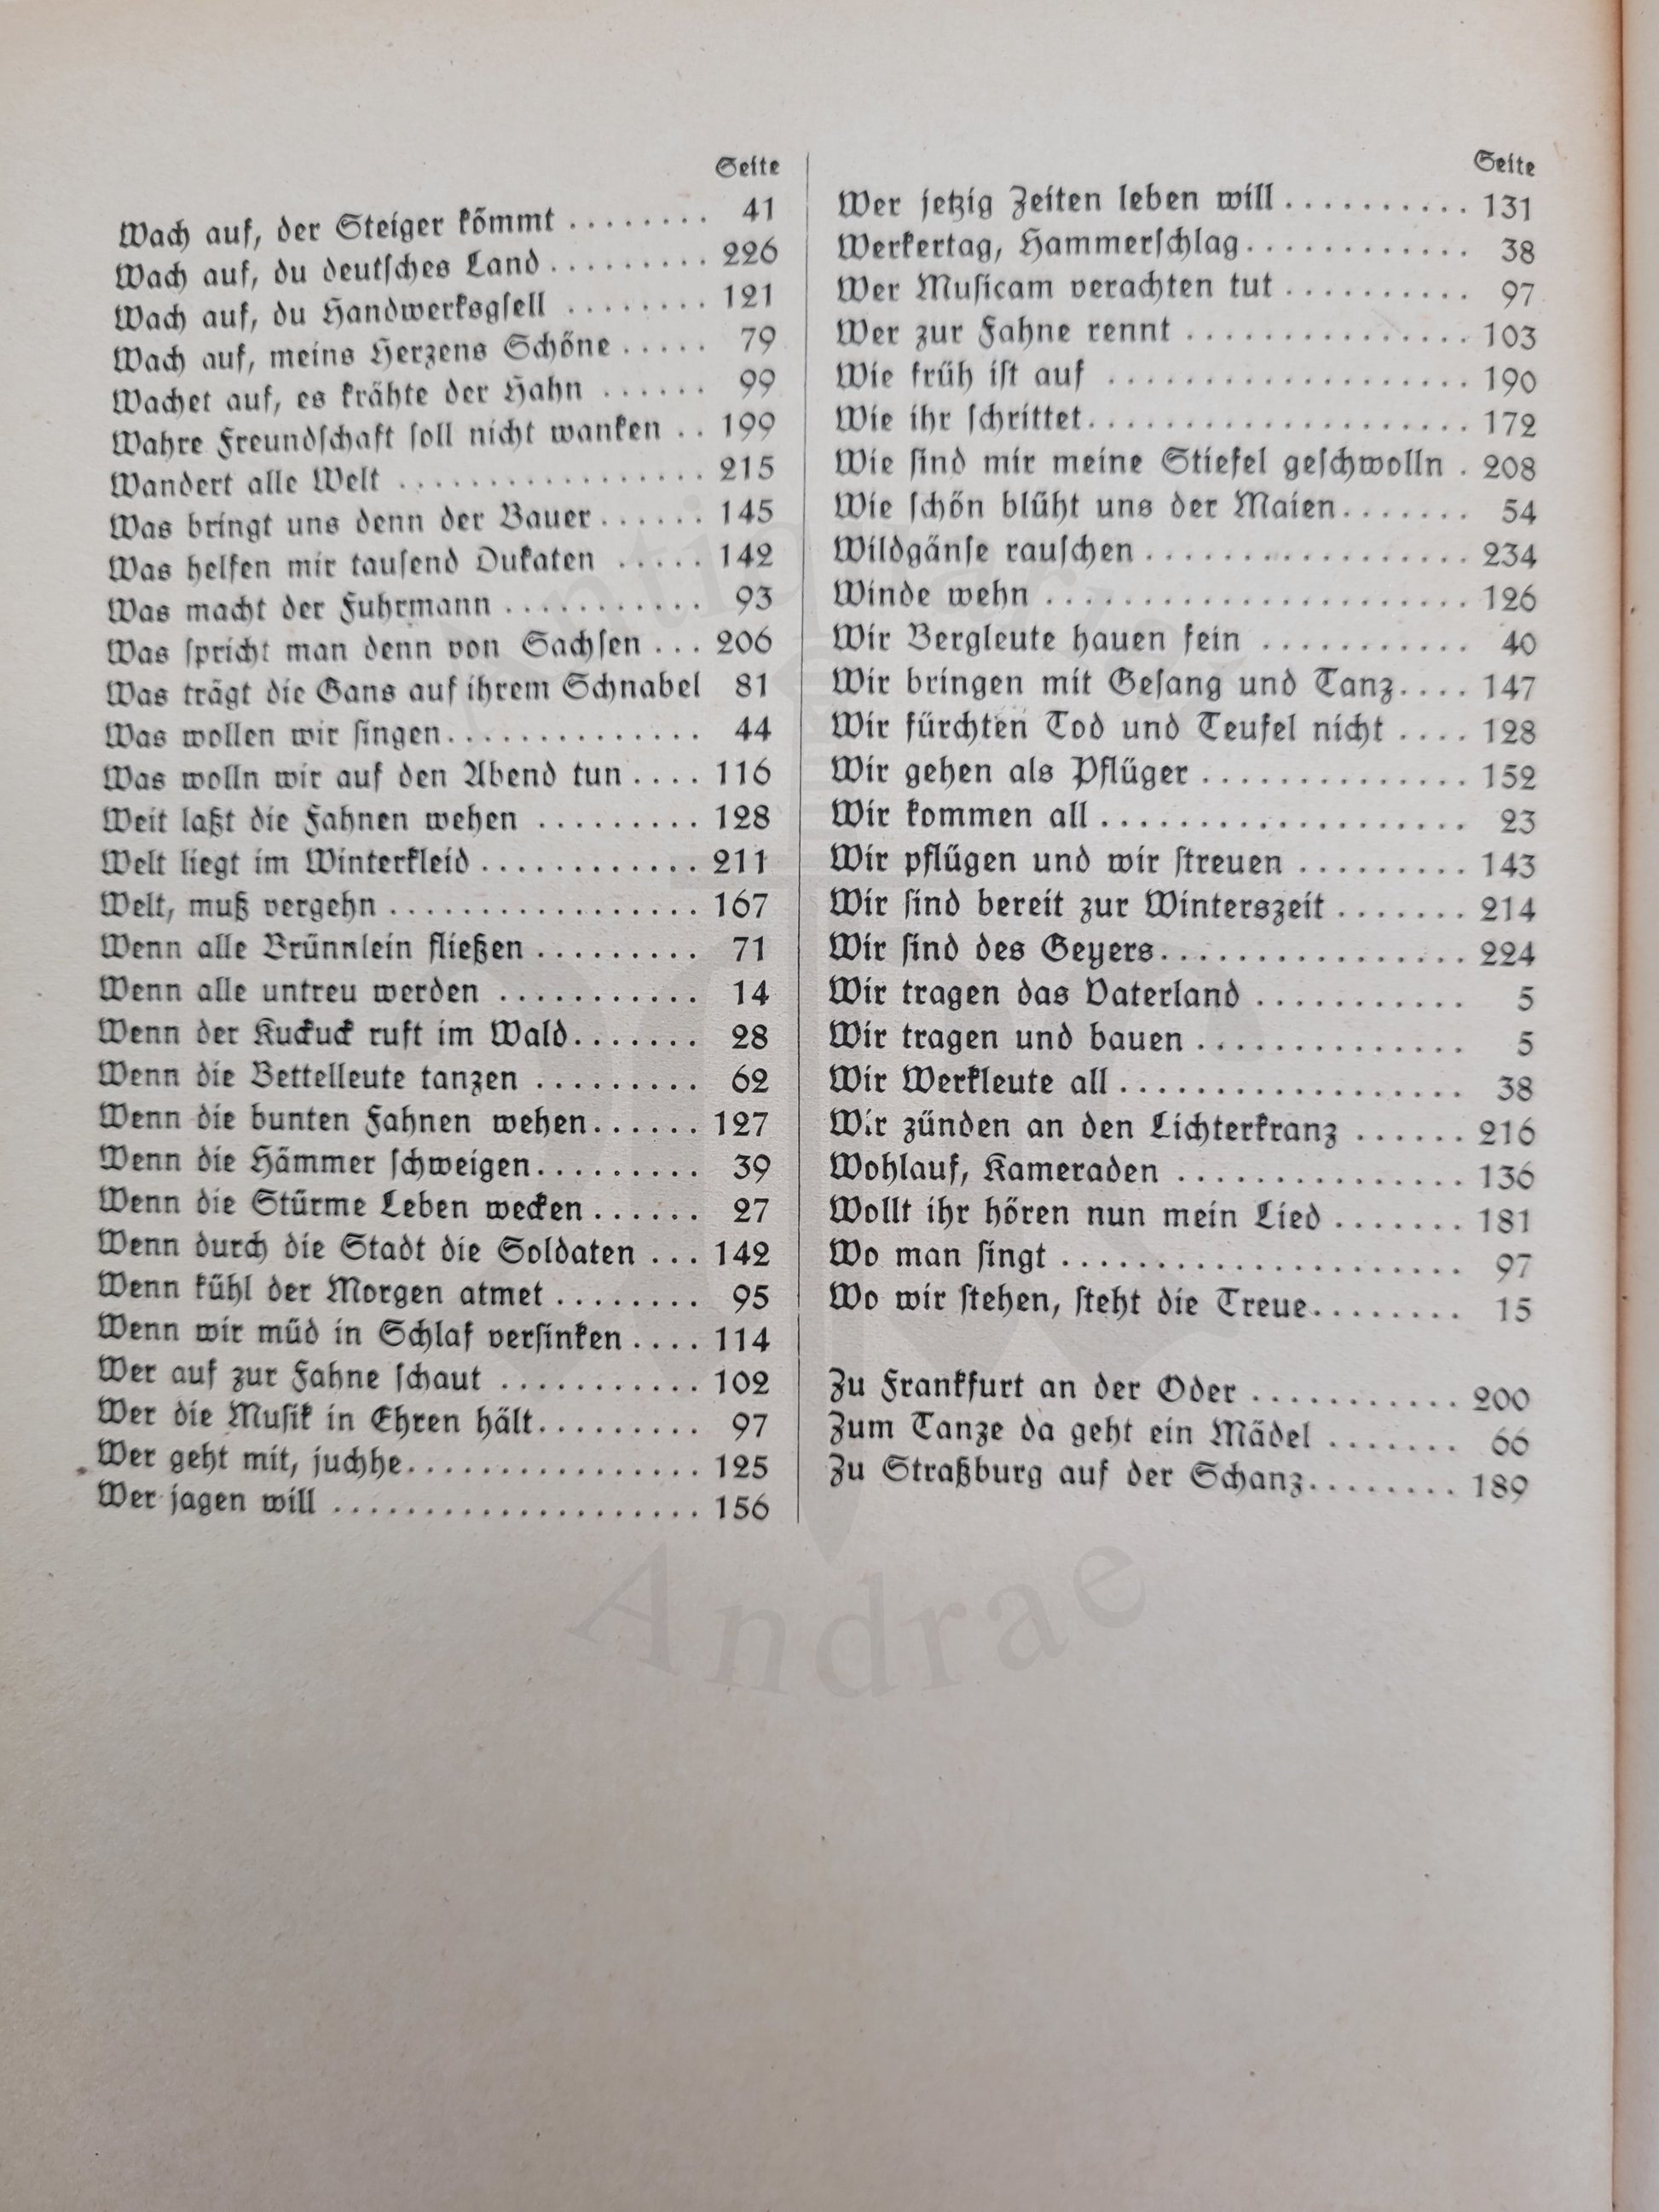 Seite
Wach auf, der Steiger kömmt ........ 41
Wach auf, du deutſches Land ......... 226
Wach auf, du Handwerksgſell ........ 121
Wach auf, meins Herzens Schöne ..... 79
Wachet auf, es krähte der Hahn ...... 99
Wahre Freundſchaft ſoll nicht wanken .. 199
Wandert alle Welt ................ 215
Was bringt uns denn der Bauer ...... 145
Was helfen mir tauſend Dukaten ..... 142
Was macht der Fuhrmann ........... 93
Was ſpricht man denn von Sachſen ... 206
Was trägt die Gans auf ihrem Schnabel 81
Was wollen wir ſingen .............. 44
Was wolln wir auf den Abend tun .... 116
Weit laßt die Fahnen wehen ......... 128
Welt liegt im Winterkleid ............ 211
Welt, muß vergehn ................. 167
Wenn alle Brünnlein fließen ......... 71
Wenn alle untreu werden ........... 14
Wenn der Kuckuck ruft im Wald ....... 28
Wenn die Bettelleute tanzen ......... 62
Wenn die bunten Fahnen wehen ...... 127
Wenn die Hämmer ſchweigen ......... 39
Wenn die Stürme Leben wecken ...... 27
Wenn durch die Stadt die Soldaten ... 142
Wenn kühl der Morgen atmet ........ 95
Wenn wir müd in Schlaf verſinken .... 114
Wer auf zur Fahne ſchaut ........... 102
Wer die Muſik in Ehren hält ......... 97
Wer geht mit, juchhe ................ 125
Wer jagen will .................... 156
Seite
Wer jetzig Zeiten leben will .......... 131
Werkertag, Hammerſchlag ............ 38
Wer Muſicam verachten tut .......... 97
Wer zur Fahne rennt ............... 103
Wie früh iſt auf ................... 190
Wie ihr ſchrittet .................... 172
Wie ſind mir meine Stiefel geſchwolln . 208
Wie ſchön blüht uns der Maien ....... 54
Wildgänſe rauſchen ................. 234
Winde wehn ...................... 126
Wir Bergleute hauen fein ........... 40
Wir bringen mit Geſang und Tanz .... 147
Wir fürchten Tod und Teufel nicht .... 128
Wir gehen als Pflüger .............. 152
Wir kommen all ................... 23
Wir pflügen und wir ſtreuen ......... 143
Wir ſind bereit zur Winterszeit ....... 214
Wir ſind des Geyers ................ 224
Wir tragen das Vaterland ........... 5
Wir tragen und bauen .............. 5
Wir Werkleute all .................. 38
Wir zünden an den Lichterkranz ...... 216
Wohlauf, Kameraden ............... 136
Wollt ihr hören nun mein Lied ....... 181
Wo man ſingt ..................... 97
Wo wir ſtehen, ſteht die Treue ........ 15
Zu Frankfurt an der Oder ........... 200
Zum Tanze da geht ein Mädel ....... 66
Zu Straßburg auf der Schanz ........ 189
Andrae